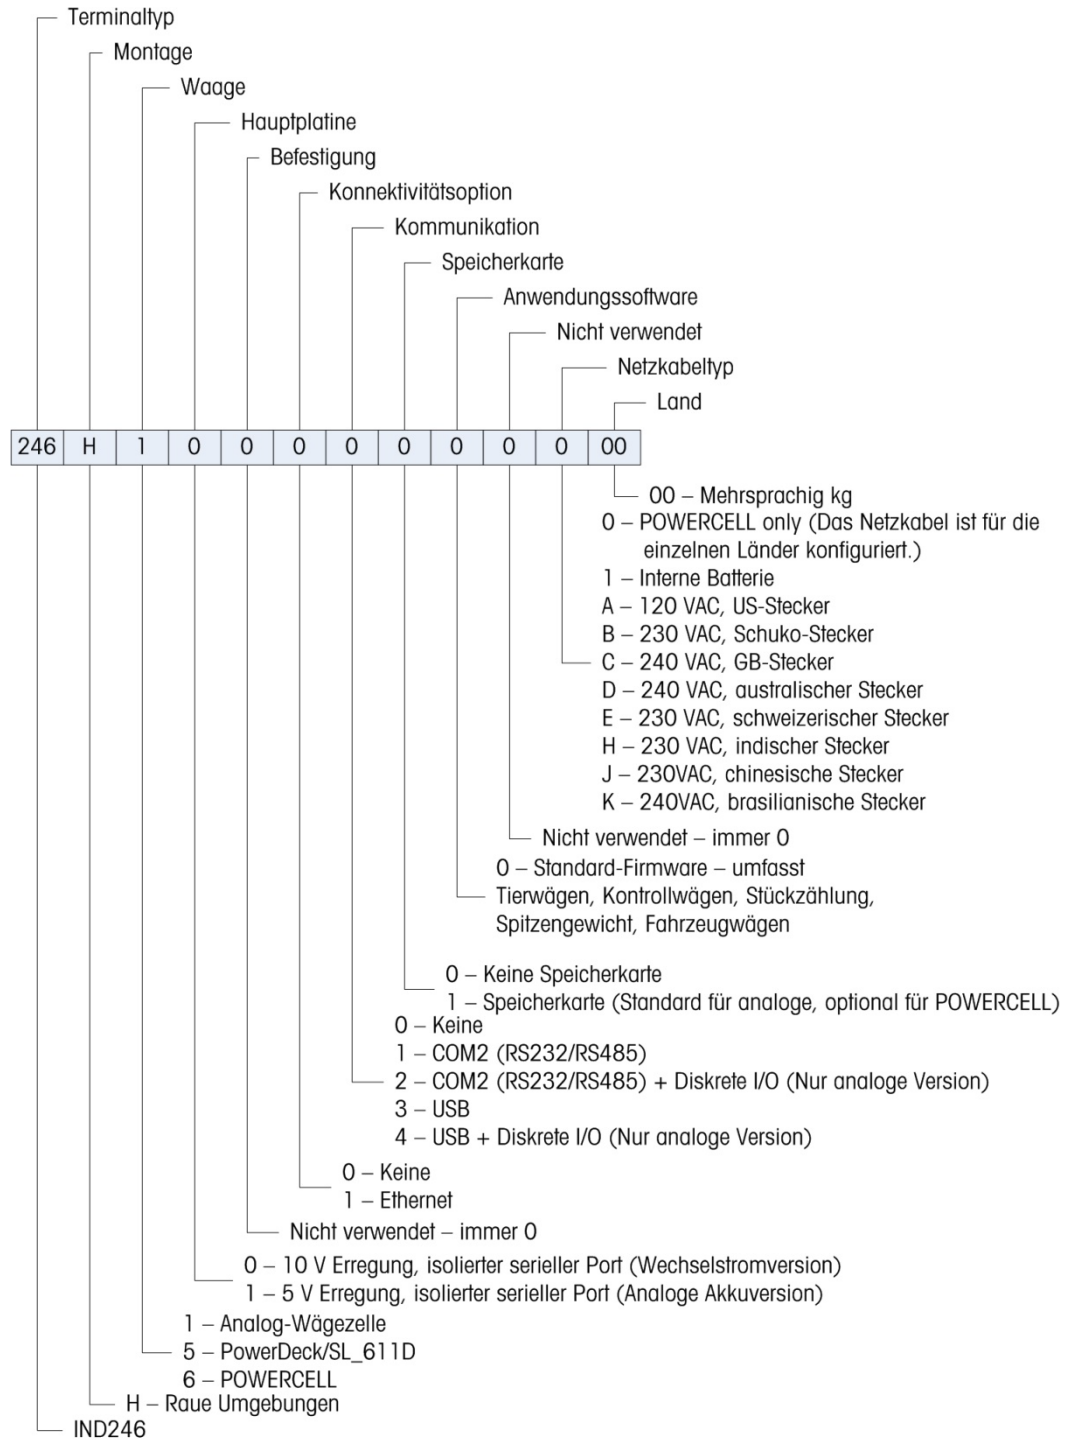 Terminaltyp
Montage
Waage
Hauptplatine
Befestigung
Konnektivitätsoption
Kommunikation
Speicherkarte
Anwendungssoftware
Nicht verwendet
Netzkabeltyp
Land
246 H 1 0 0 0 0 0 0 0 0 00
00 – Mehrsprachig kg
0 – POWERCELL only (Das Netzkabel ist für die
einzelnen Länder konfiguriert.)
1 – Interne Batterie
A – 120 VAC, US-Stecker
B – 230 VAC, Schuko-Stecker
C – 240 VAC, GB-Stecker
D – 240 VAC, australischer Stecker
E – 230 VAC, schweizerischer Stecker
H – 230 VAC, indischer Stecker
J – 230VAC, chinesische Stecker
K – 240VAC, brasilianische Stecker
Nicht verwendet – immer 0
0 – Standard-Firmware – umfasst
Tierwägen, Kontrollwägen, Stückzählung,
Spitzengewicht, Fahrzeugwägen
0 – Keine Speicherkarte
1 – Speicherkarte (Standard für analoge, optional für POWERCELL)
0 – Keine
1 – COM2 (RS232/RS485)
2 – COM2 (RS232/RS485) + Diskrete I/O (Nur analoge Version)
3 – USB
4 – USB + Diskrete I/O (Nur analoge Version)
0 – Keine
1 – Ethernet
Nicht verwendet – immer 0
0 – 10 V Erregung, isolierter serieller Port (Wechselstromversion)
1 – 5 V Erregung, isolierter serieller Port (Analoge Akkuversion)
1 – Analog-Wägezelle
5 – PowerDeck/SL_611D
6 – POWERCELL
H – Raue Umgebungen
IND246